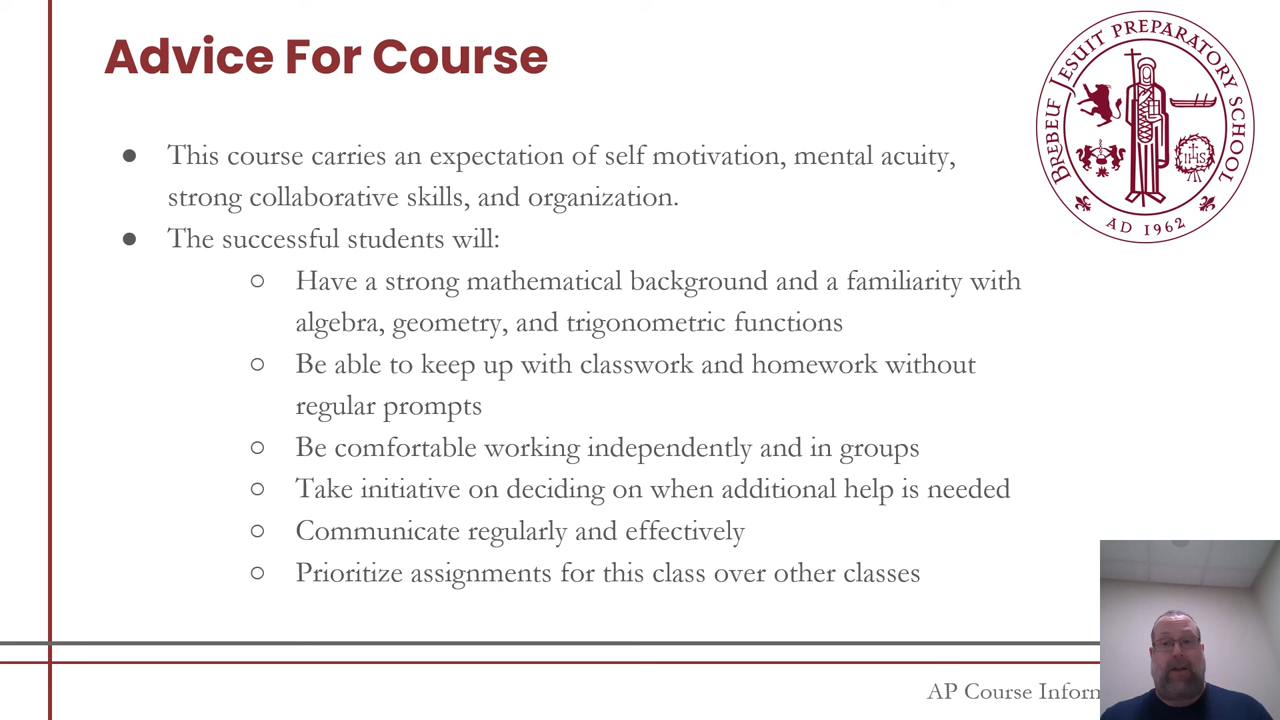 Advice For Course
BREBEUF JESUIT PREPARATORY SCHOOL
IHS
AD 1962
● This course carries an expectation of self motivation, mental acuity,
strong collaborative skills, and organization.
● The successful students will:
○ Have a strong mathematical background and a familiarity with
algebra, geometry, and trigonometric functions
○ Be able to keep up with classwork and homework without
regular prompts
○ Be comfortable working independently and in groups
○ Take initiative on deciding on when additional help is needed
○ Communicate regularly and effectively
○ Prioritize assignments for this class over other classes
AP Course Inforn